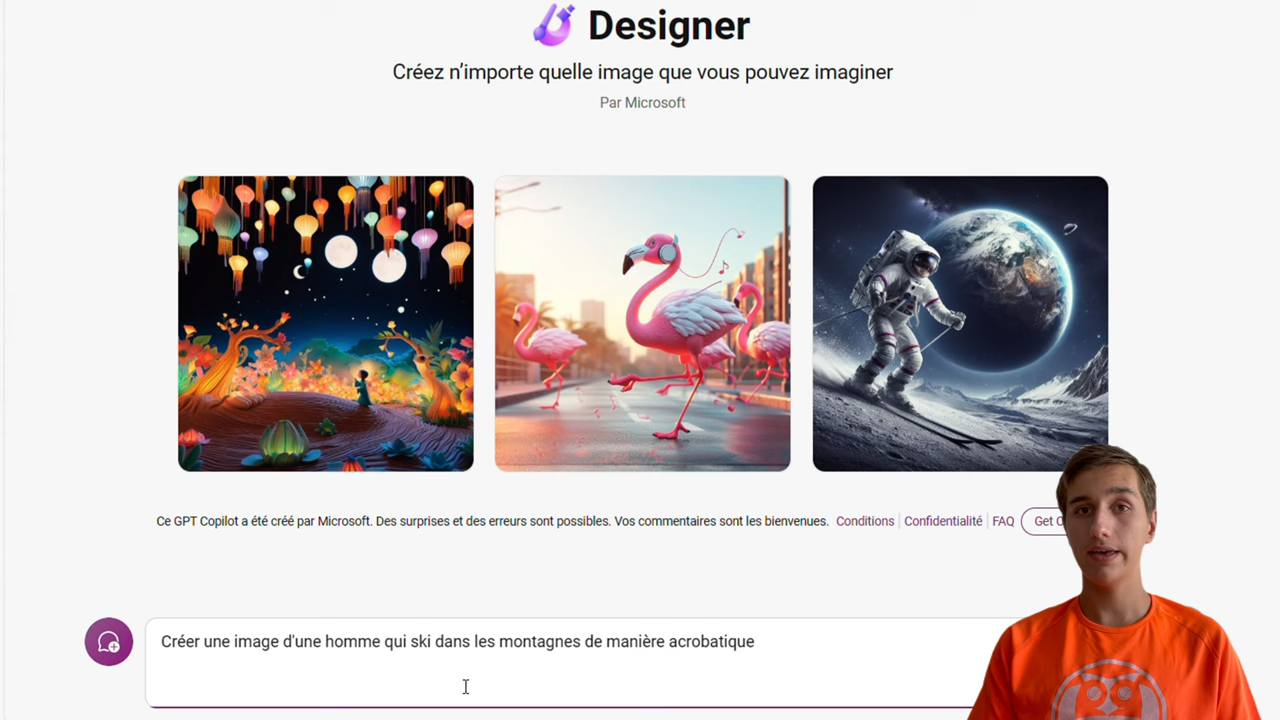 Designer
Créez n’importe quelle image que vous pouvez imaginer
Par Microsoft
Ce GPT Copilot a été créé par Microsoft. Des surprises et des erreurs sont possibles. Vos commentaires sont les bienvenues. Conditions Confidentialité FAQ Get
Créer une image d'une homme qui ski dans les montagnes de manière acrobatique